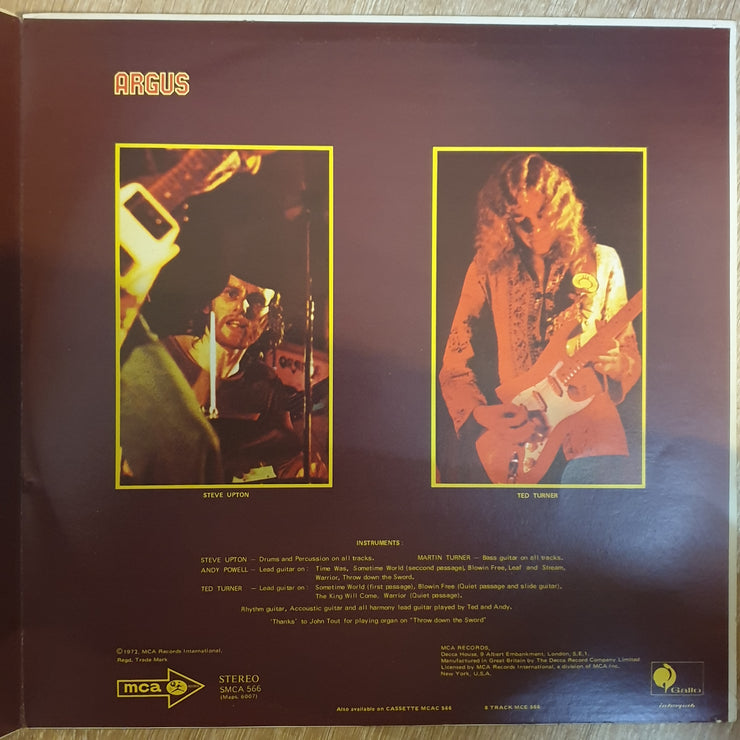 ARGUS
STEVE UPTON
TED TURNER
INSTRUMENTS:
STEVE UPTON – Drums and Percussion on all tracks.
MARTIN TURNER – Bass guitar on all tracks.
ANDY POWELL – Lead guitar on: Time Was, Sometime World (seccond passage), Blowin Free, Leaf and Stream,
Warrior, Throw down the Sword.
TED TURNER – Lead guitar on: Sometime World (first passage), Blowin Free (Quiet passage and slide guitar).
The King Will Come, Warrior (Quiet passage).
Rhythm guitar, Accoustic guitar and all harmony lead guitar played by Ted and Andy.
'Thanks' to John Tout for playing organ on "Throw down the Sword"
©1972, MCA Records International.
Regd. Trade Mark
mca
STEREO
SMCA 566
(Maps. 6007)
MCA RECORDS,
Decca House, 9 Albert Embankment, London, S.E.1.
Manufactured in Great Britain by The Decca Record Company Limited
Licensed by MCA Records International, a division of MCA Inc.
New York, U.S.A.
Gallo
interpak
Also available on CASSETTE MCAC 566
8 TRACK MCE 566